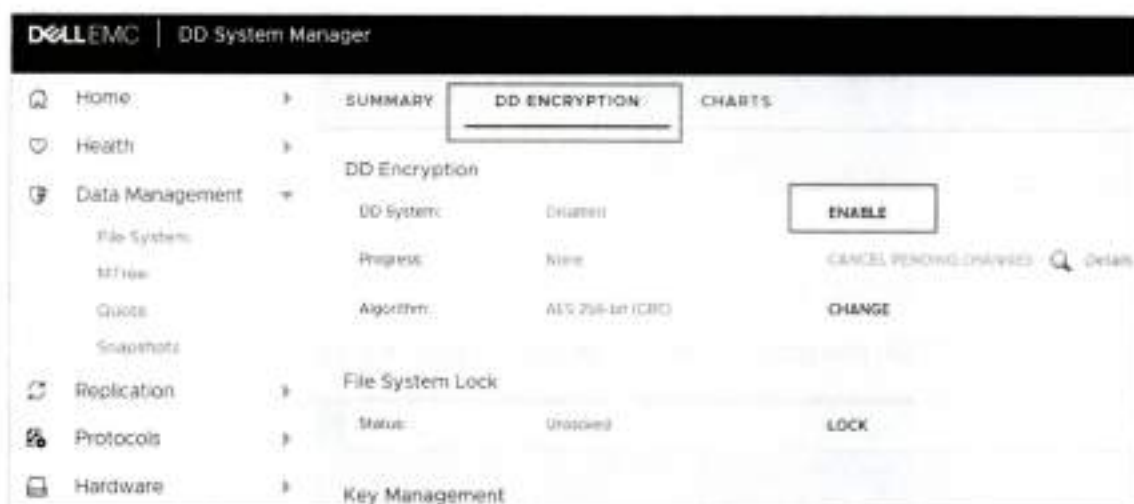 DELLEMC | DD System Manager
Home
Health
Data Management
File System
MTree
Quota
Snapshots
Replication
Protocols
Hardware
SUMMARY DD ENCRYPTION CHARTS
DD Encryption
DD System: Disabled ENABLE
Progress: None CANCEL PENDING CHANGES Details
Algorithm: AES 256-bit (CBC) CHANGE
File System Lock
Status: Unlocked LOCK
Key Management